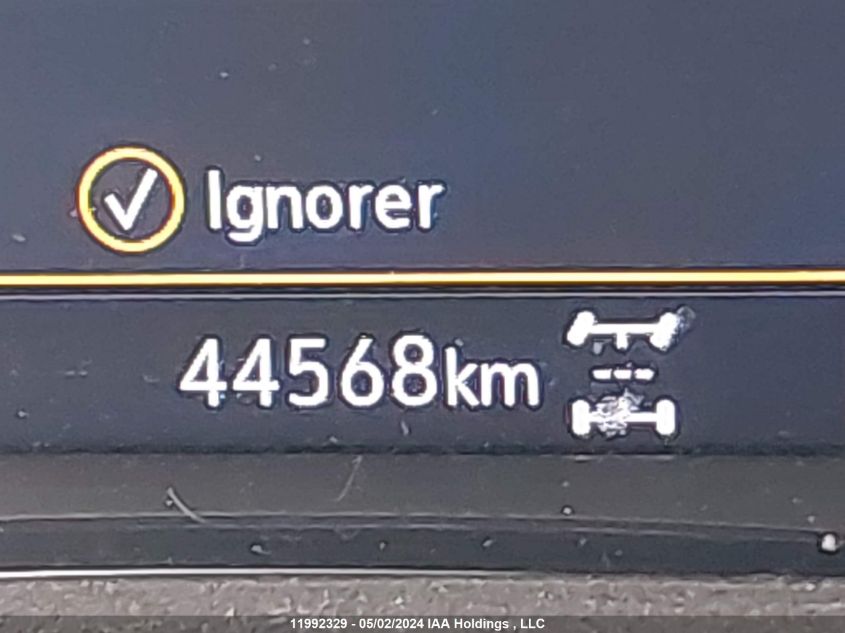 Ignorer
44568km
11992329 - 05/02/2024 IAA Holdings , LLC